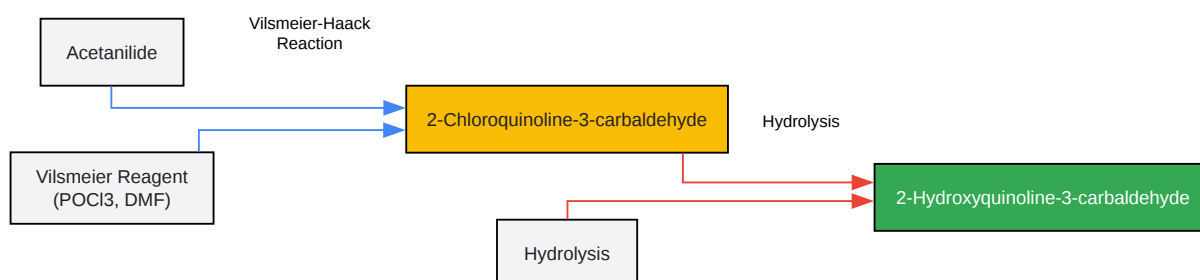 Vilsmeier-Haack
Reaction
Acetanilide
2-Chloroquinoline-3-carbaldehyde
Hydrolysis
Vilsmeier Reagent
(POCl3, DMF)
2-Hydroxyquinoline-3-carbaldehyde
Hydrolysis